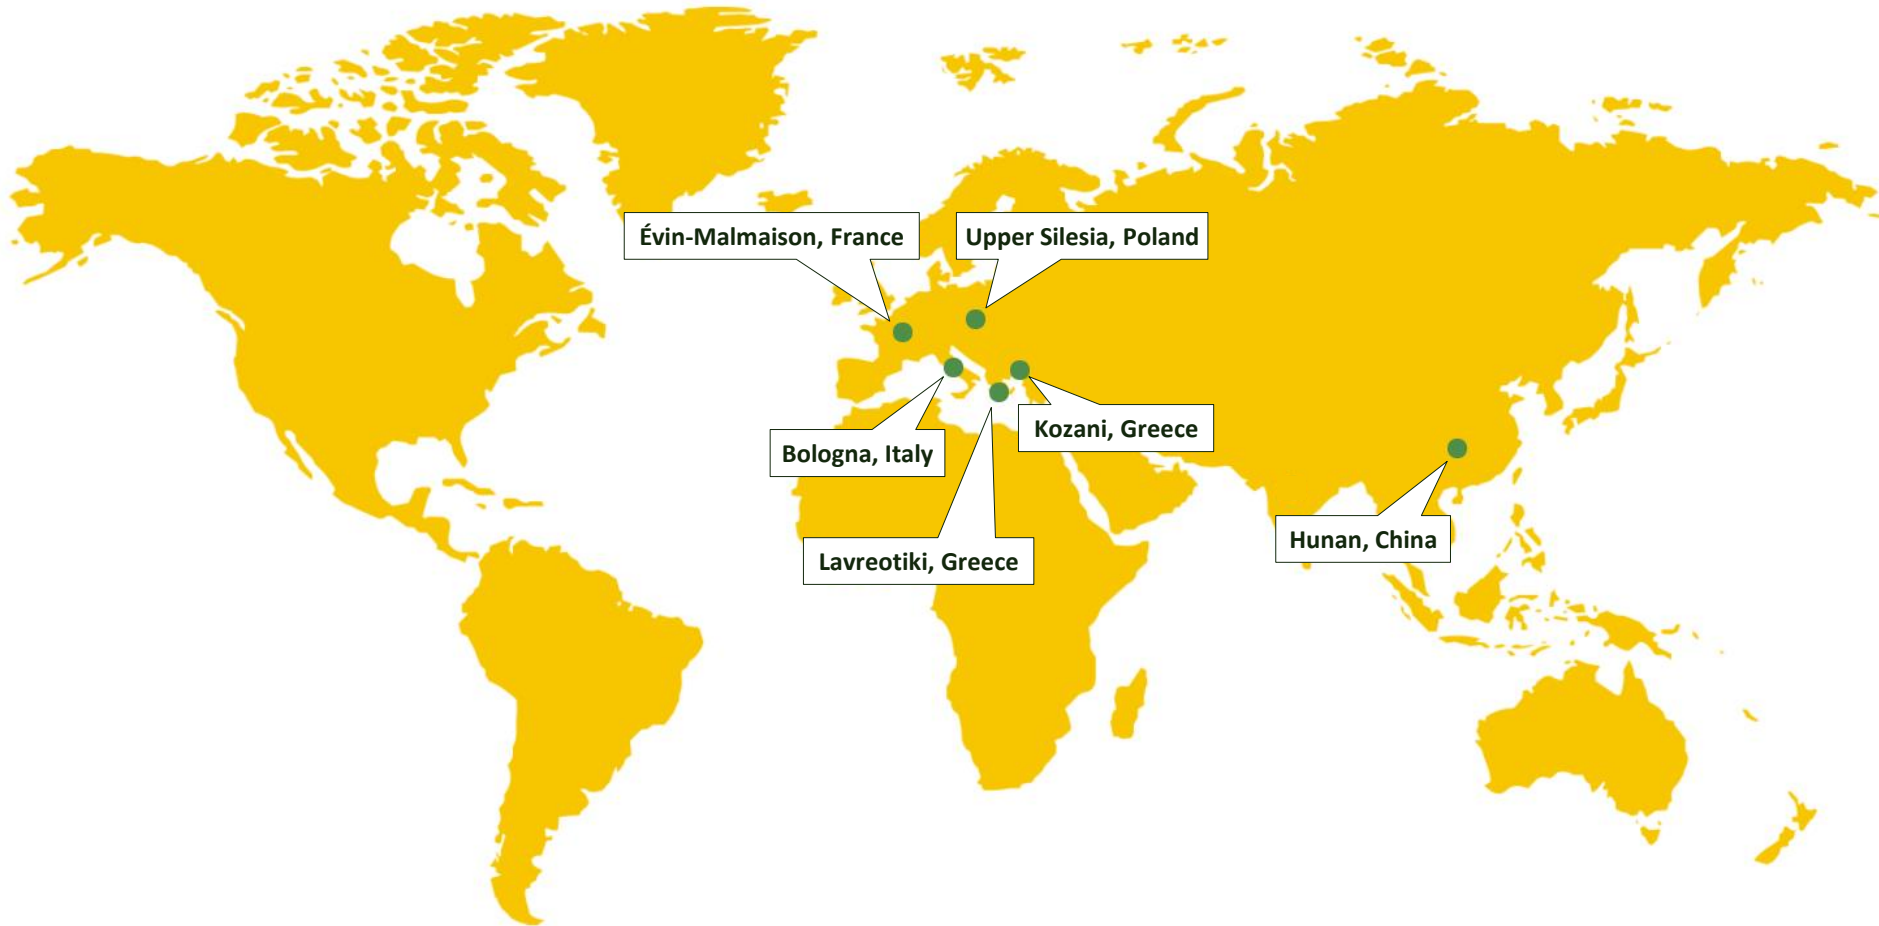 Évin-Malmaison, France
Upper Silesia, Poland
Kozani, Greece
Bologna, Italy
Hunan, China
Lavreotiki, Greece